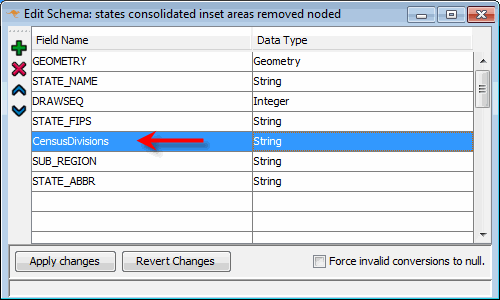 Edit Schema: states consolidated inset areas removed noded
Field Name Data Type
GEOMETRY Geometry
STATE_NAME String
DRAWSEQ Integer
STATE_FIPS String
CensusDivisions String
SUB_REGION String
STATE_ABBR String
Apply changes Revert Changes Force invalid conversions to null.